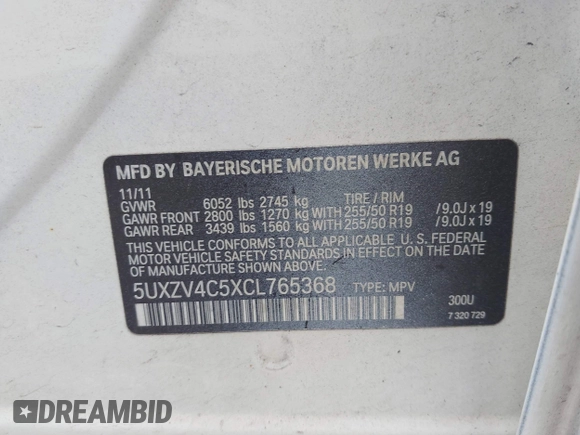 MFD BY BAYERISCHE MOTOREN WERKE AG
11/11
GVWR 6052 lbs 2745 kg TIRE / RIM
GAWR FRONT 2800 lbs 1270 kg WITH 255/50 R19 /9.0J x 19
GAWR REAR 3439 lbs 1560 kg WITH 255/50 R19 /9.0J x 19
THIS VEHICLE CONFORMS TO ALL APPLICABLE U. S. FEDERAL
MOTOR VEHICLE SAFETY STANDARDS IN EFFECT ON THE DATE OF
MANUFACTURE SHOWN ABOVE.
5UXZV4C5XCL765368 TYPE: MPV
300U
7 320 729
DREAMBID